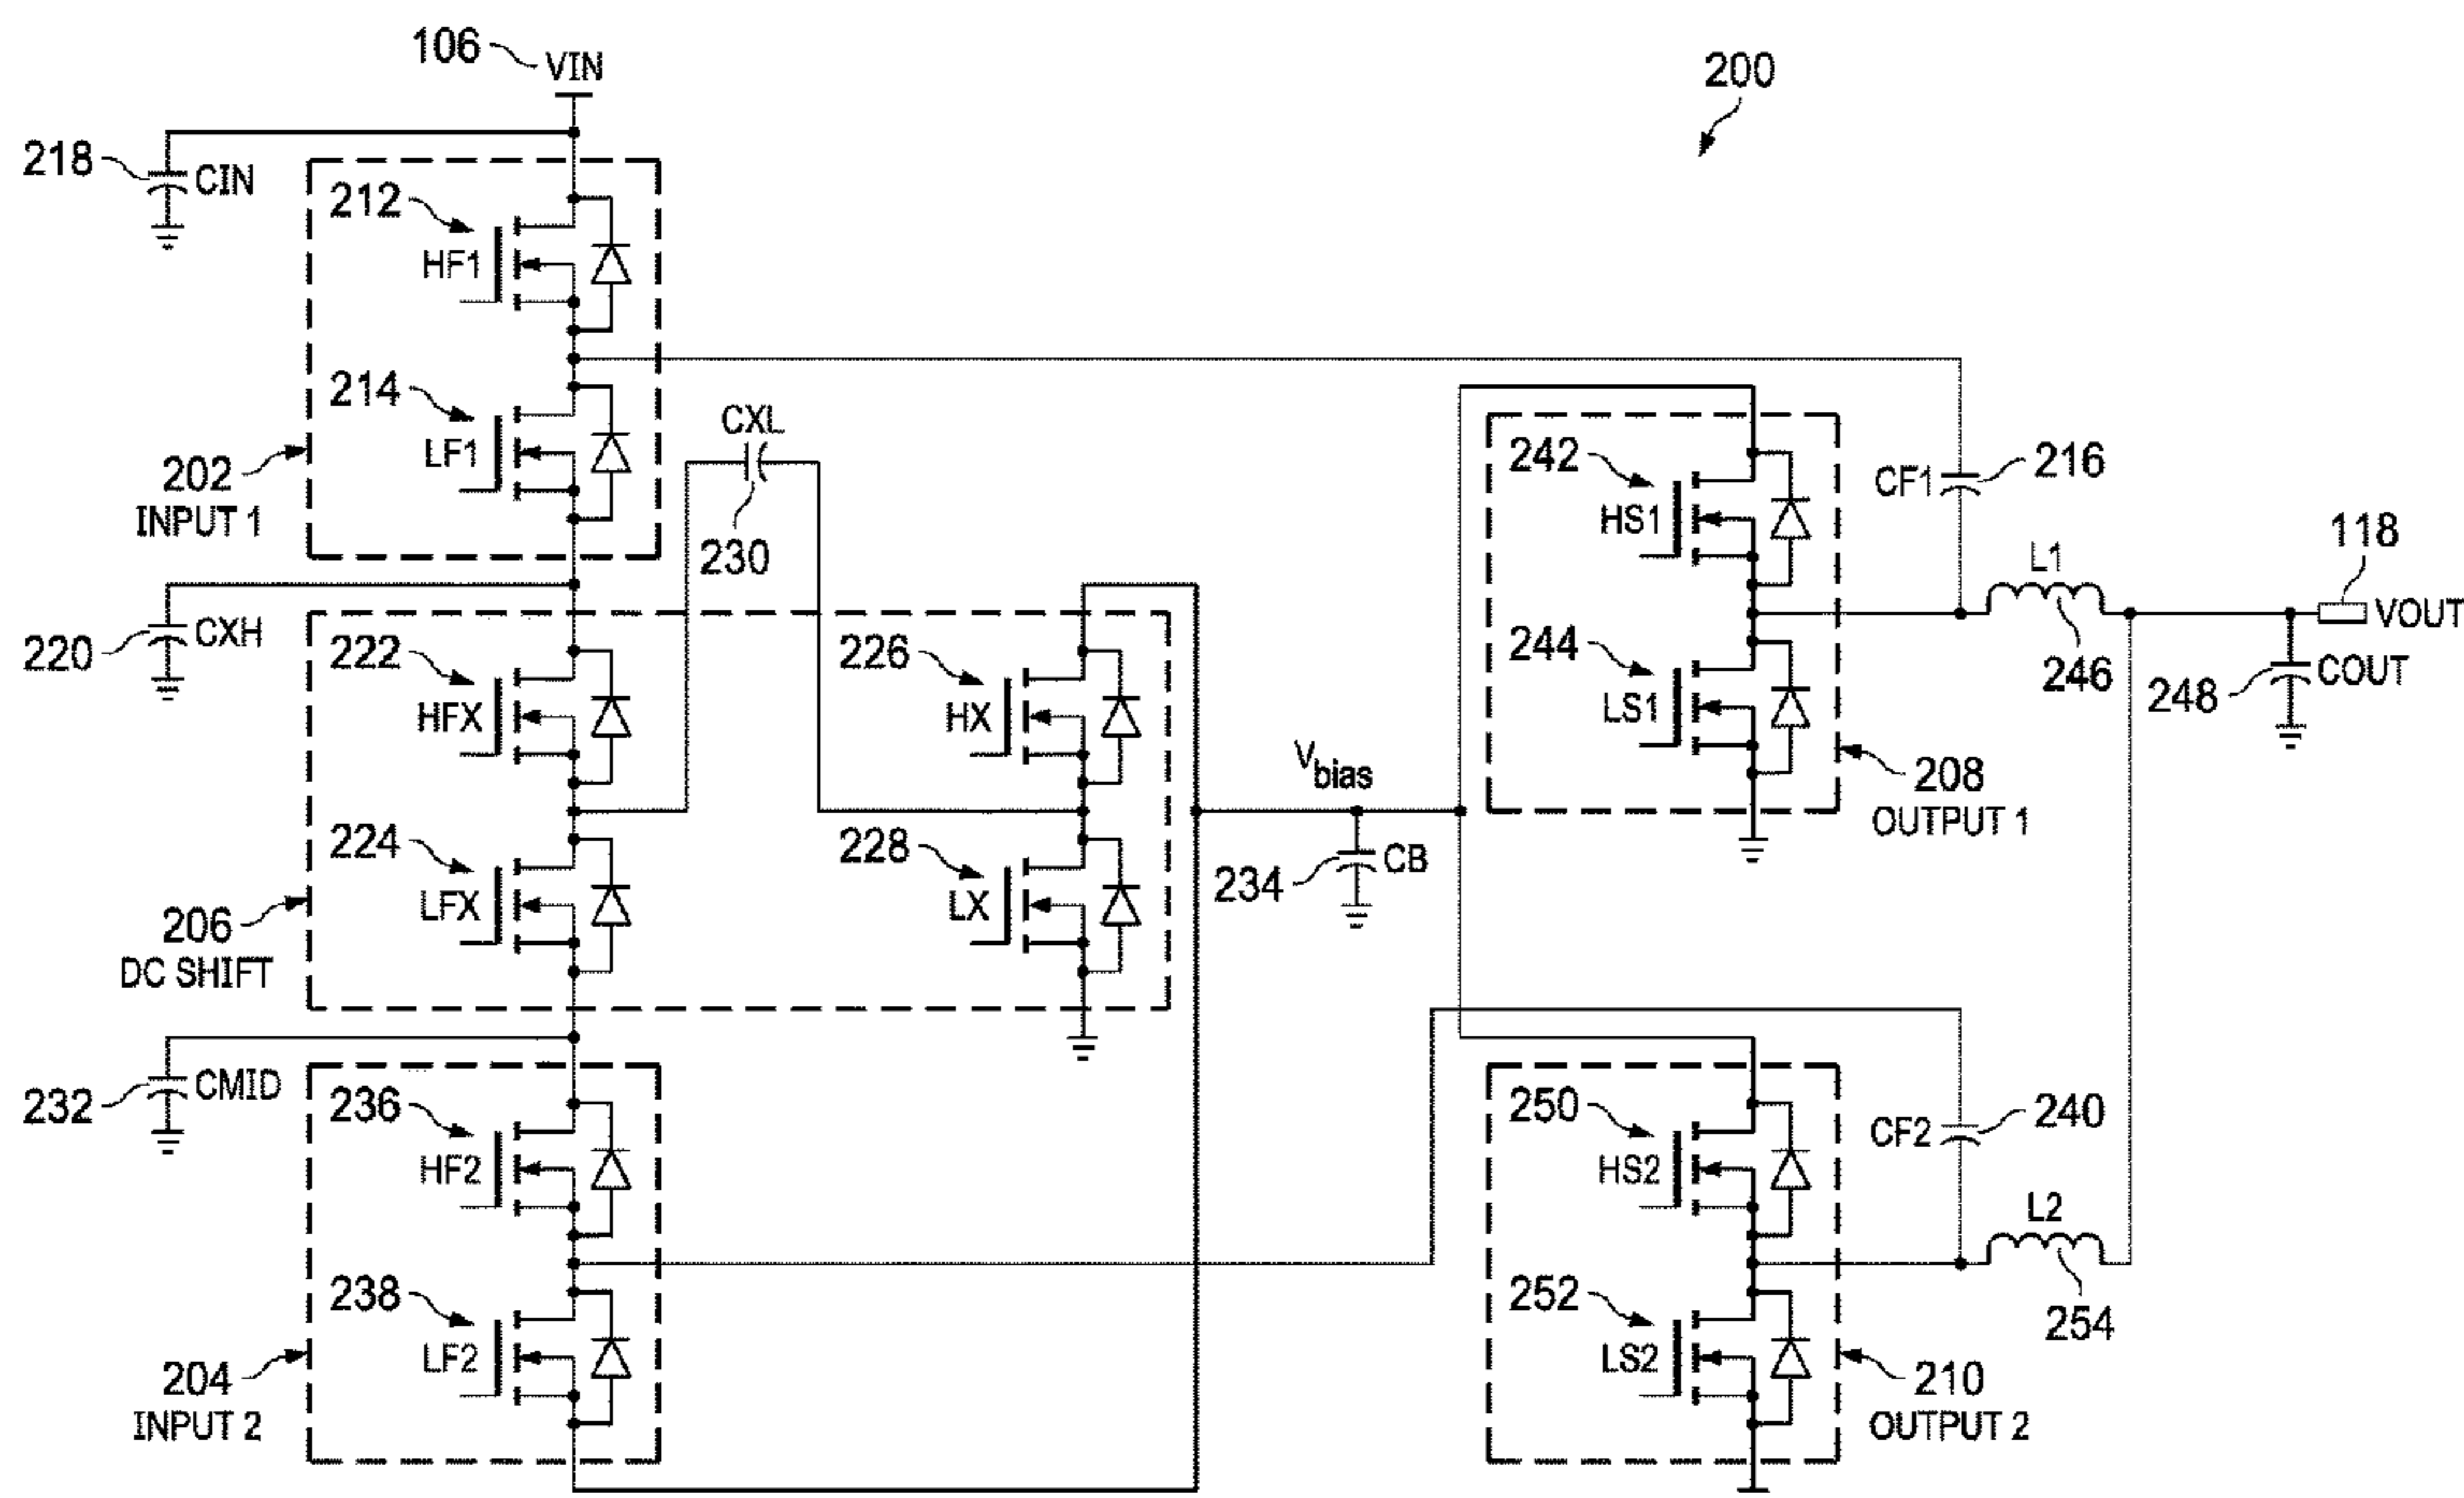 106
VIN
200
218
CIN
212
HF1
214
LF1
202
INPUT 1
CXL
230
242
HS1
CF1
216
244
LS1
L1
246
118
VOUT
248
COUT
208
OUTPUT 1
220
CXH
222
HFX
226
HX
224
LFX
228
LX
206
DC SHIFT
Vbias
234
CB
232
CMID
236
HF2
238
LF2
204
INPUT 2
250
HS2
CF2
240
252
LS2
L2
254
210
OUTPUT 2